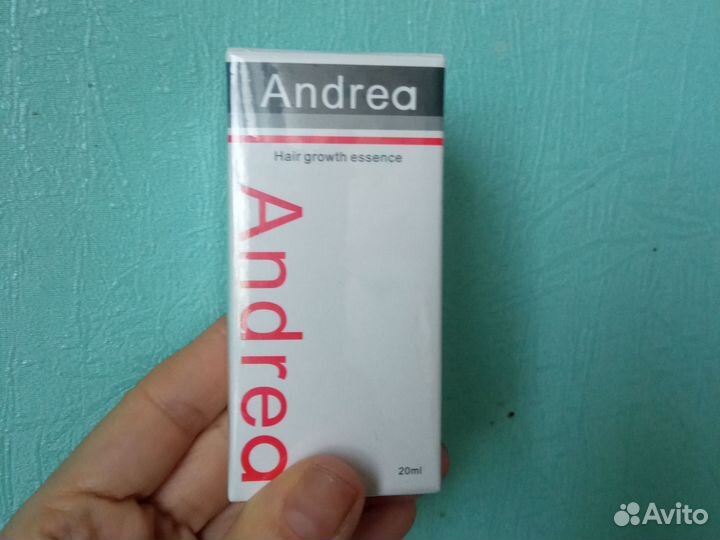 Andrea
Hair growth essence
Andrea
20ml
Avito